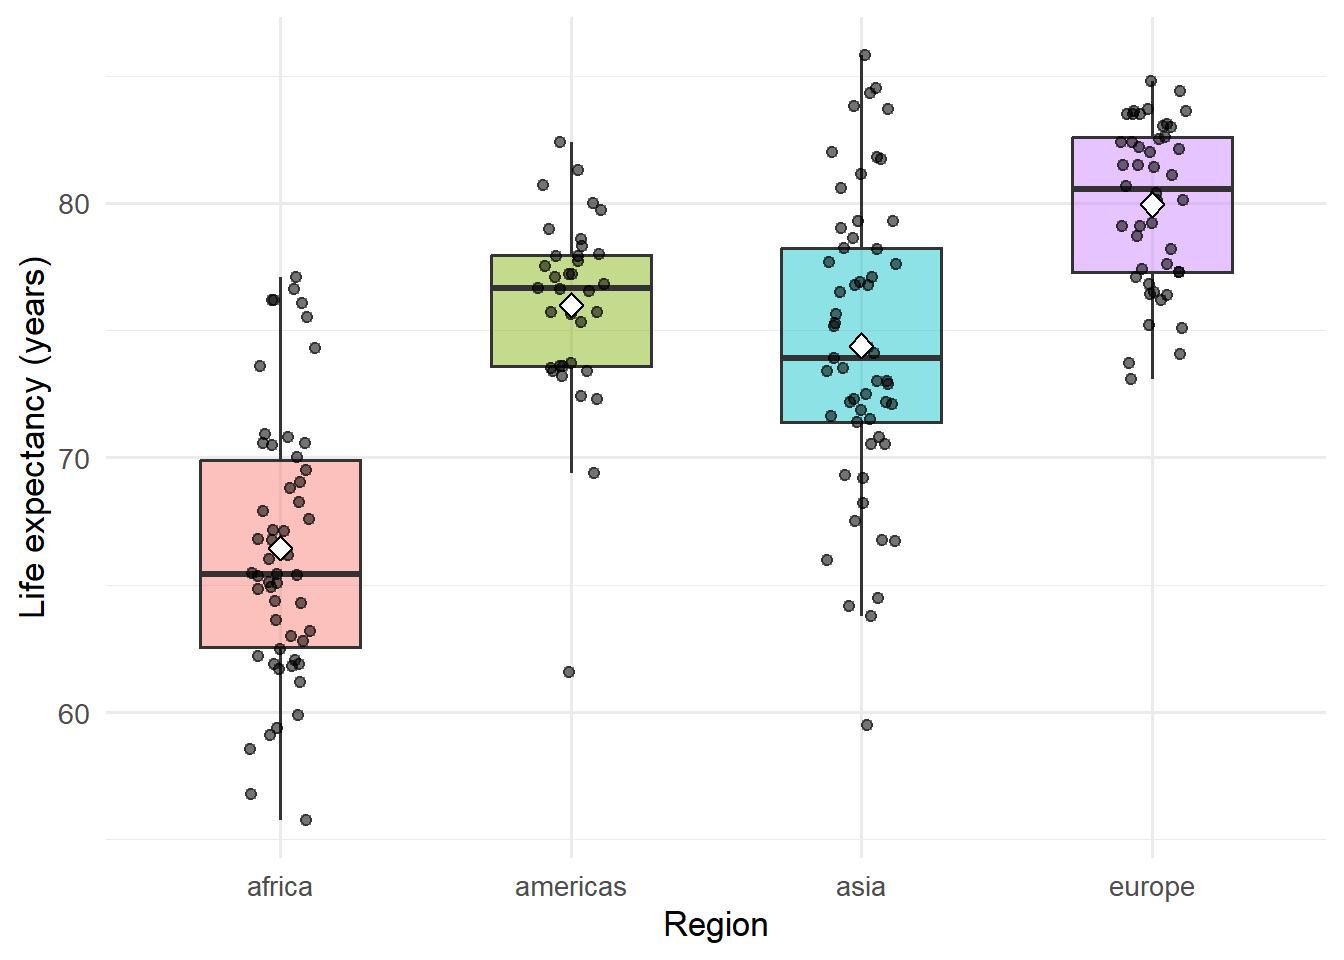 Life expectancy (years)
80
70
60
africa americas asia europe
Region